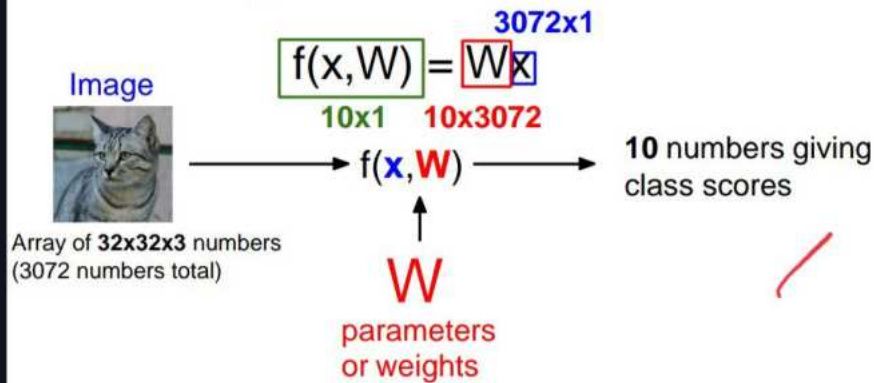 3072x1
f(x,W) = Wx
Image
10x1 10x3072
f(x,W)
10 numbers giving
class scores
Array of 32x32x3 numbers
(3072 numbers total)
W
parameters
or weights